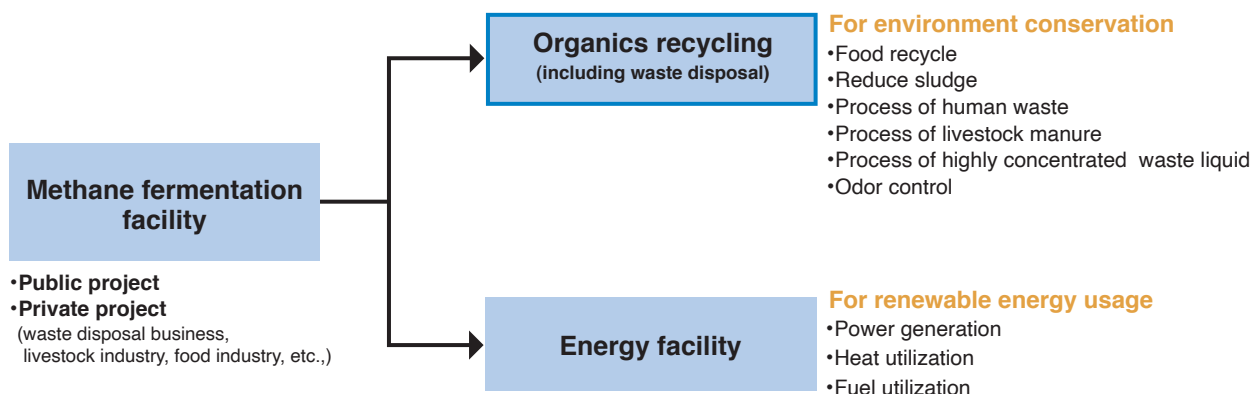 Methane fermentation
facility
•Public project
•Private project
(waste disposal business,
livestock industry, food industry, etc.,)
Organics recycling
(including waste disposal)
For environment conservation
•Food recycle
•Reduce sludge
•Process of human waste
•Process of livestock manure
•Process of highly concentrated waste liquid
•Odor control
Energy facility
For renewable energy usage
•Power generation
•Heat utilization
•Fuel utilization